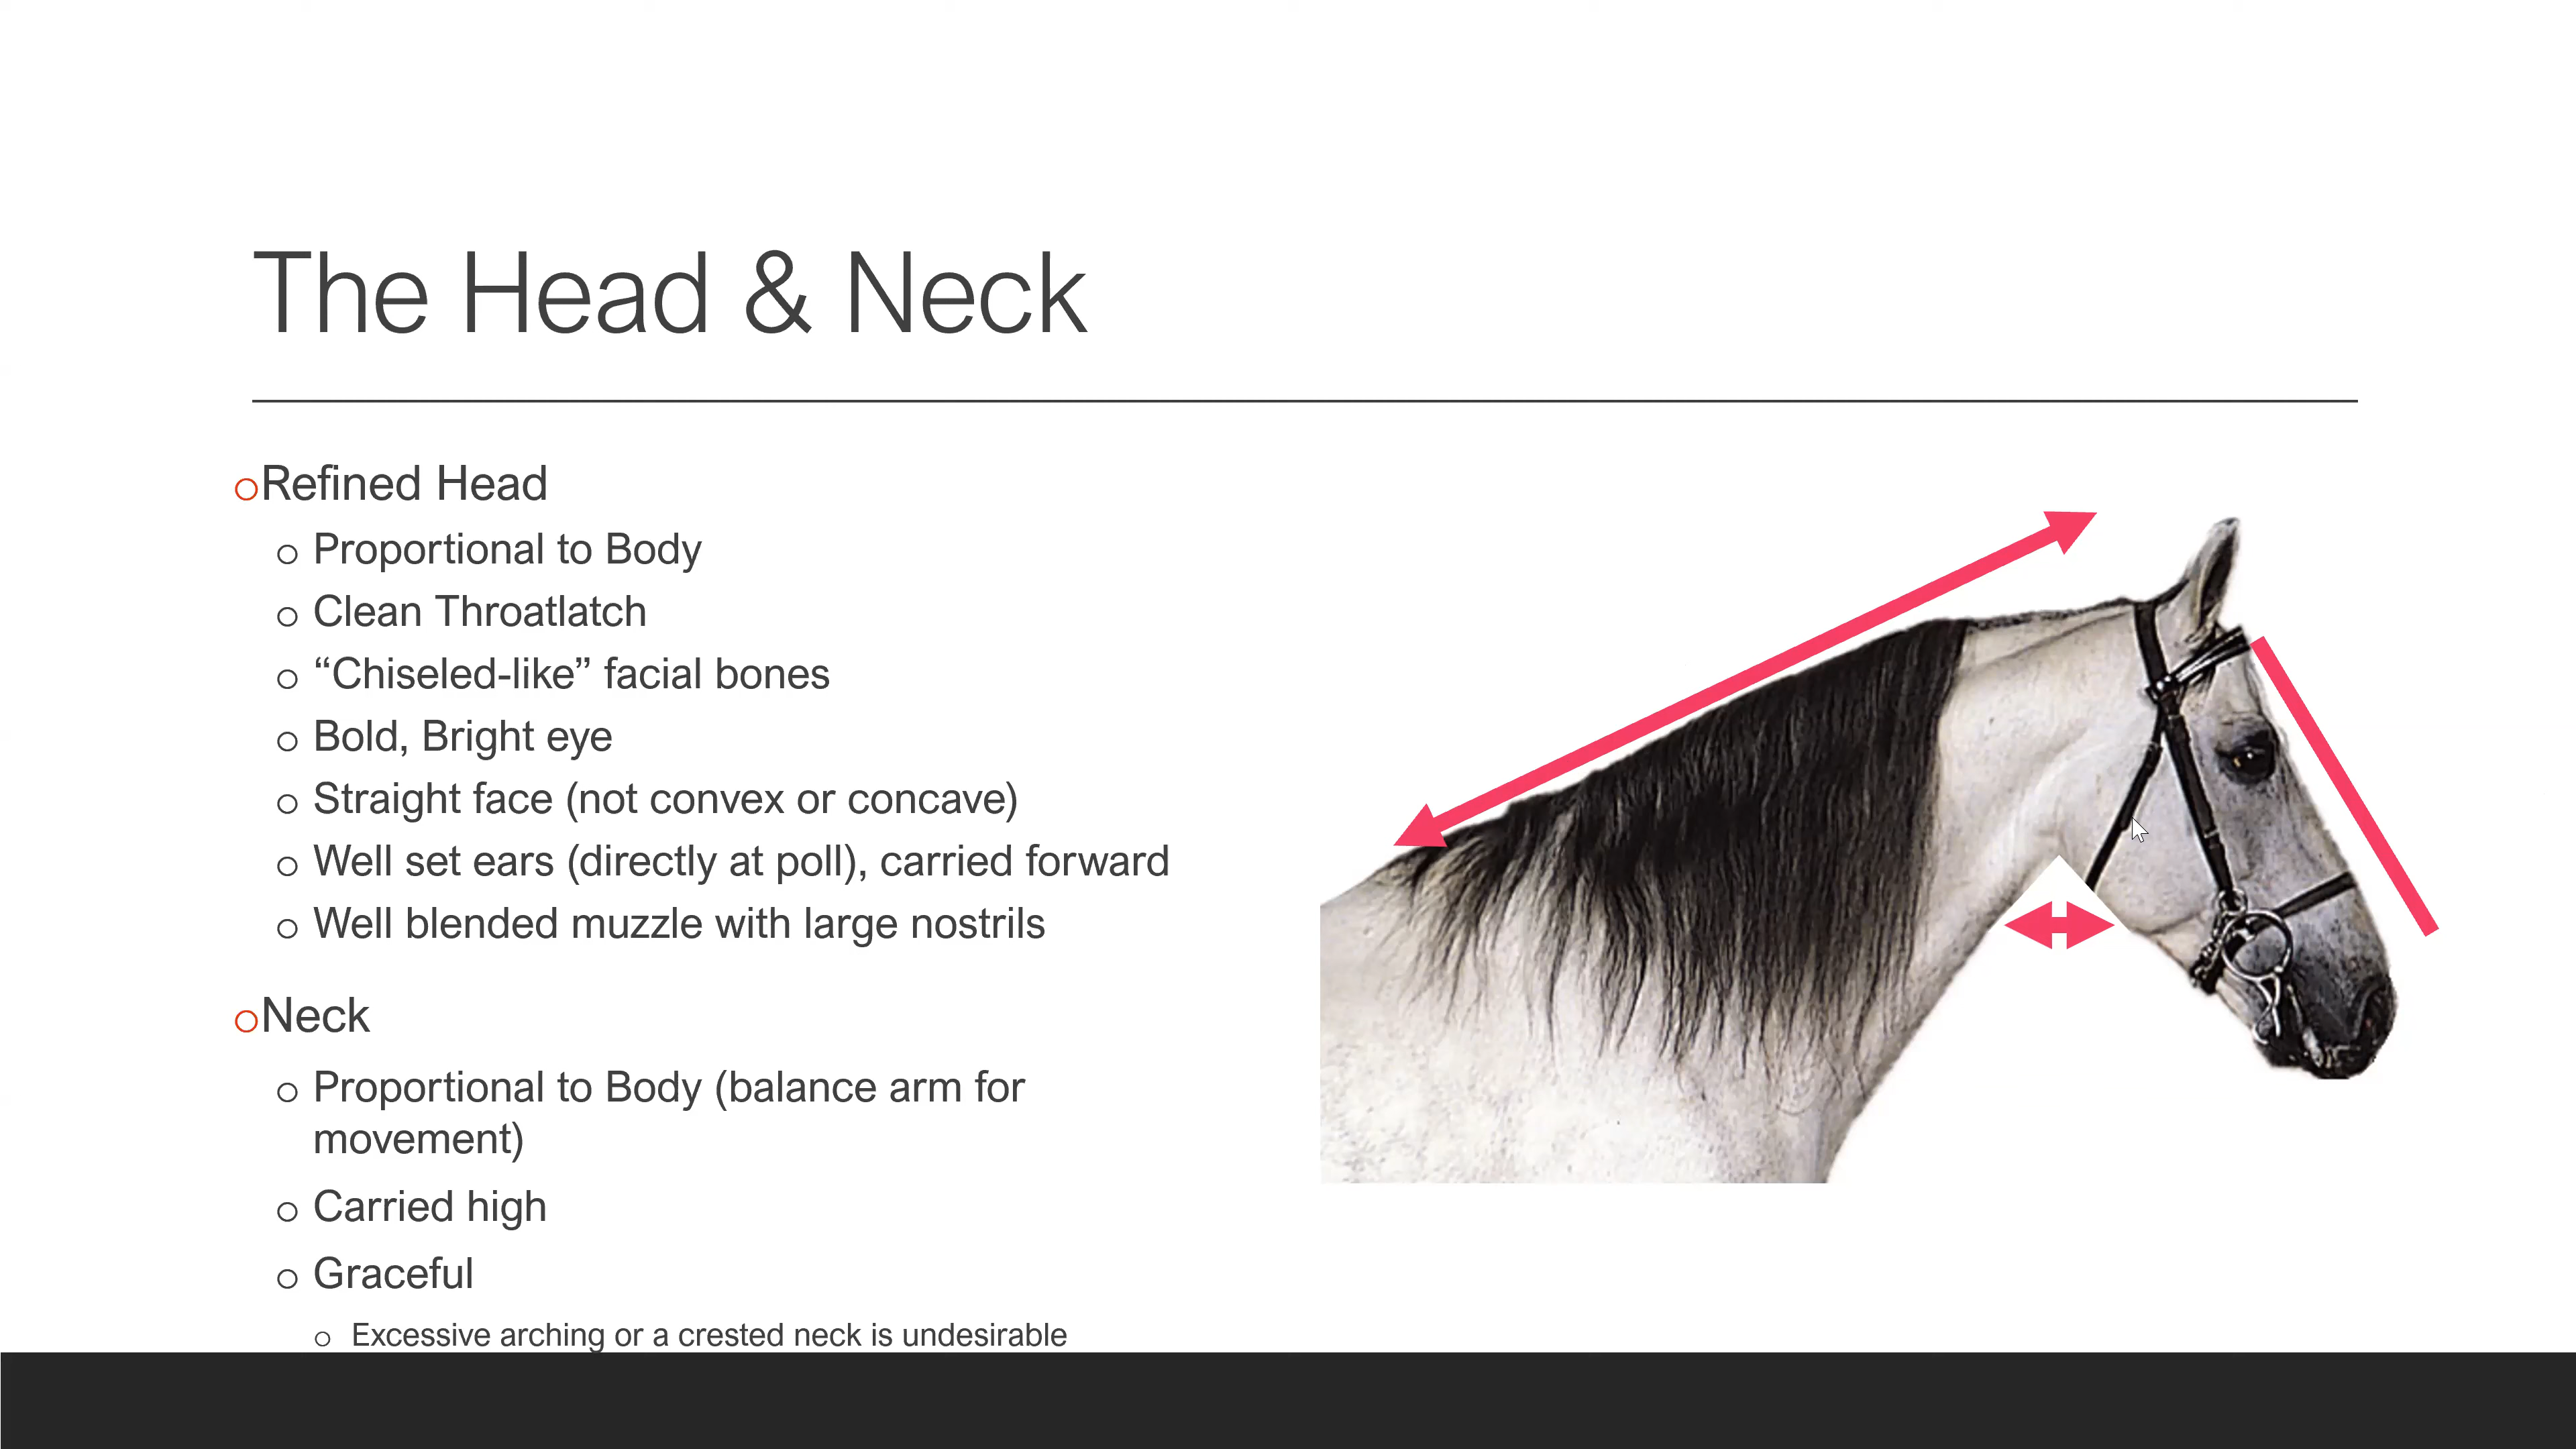 The Head & Neck
Refined Head
Proportional to Body
Clean Throatlatch
“Chiseled-like” facial bones
Bold, Bright eye
Straight face (not convex or concave)
Well set ears (directly at poll), carried forward
Well blended muzzle with large nostrils
Neck
Proportional to Body (balance arm for
movement)
Carried high
Graceful
Excessive arching or a crested neck is undesirable